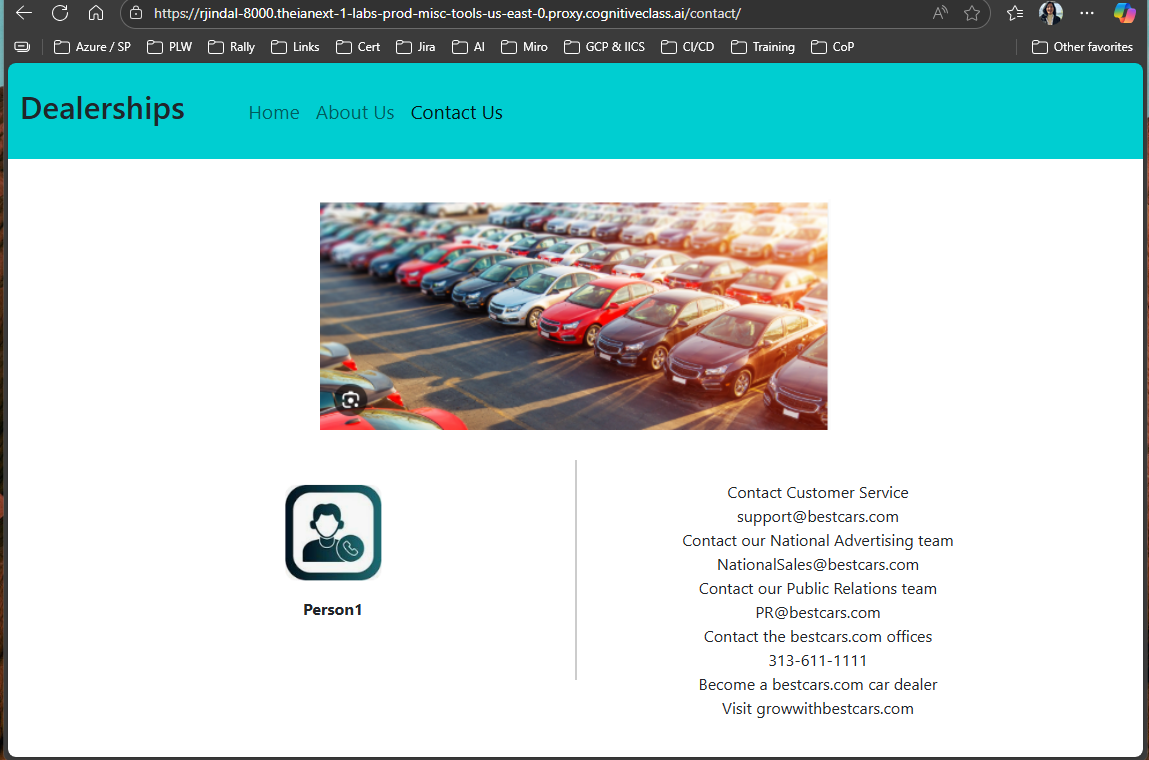 https://rjindal-8000.theianext-1-labs-prod-misc-tools-us-east-0.proxy.cognitiveclass.ai/contact/
Azure / SP PLW Rally Links Cert Jira AI Miro GCP & IICS CI/CD Training CoP Other favorites
Dealerships Home About Us Contact Us
Person1
Contact Customer Service
support@bestcars.com
Contact our National Advertising team
NationalSales@bestcars.com
Contact our Public Relations team
PR@bestcars.com
Contact the bestcars.com offices
313-611-1111
Become a bestcars.com car dealer
Visit growwithbestcars.com